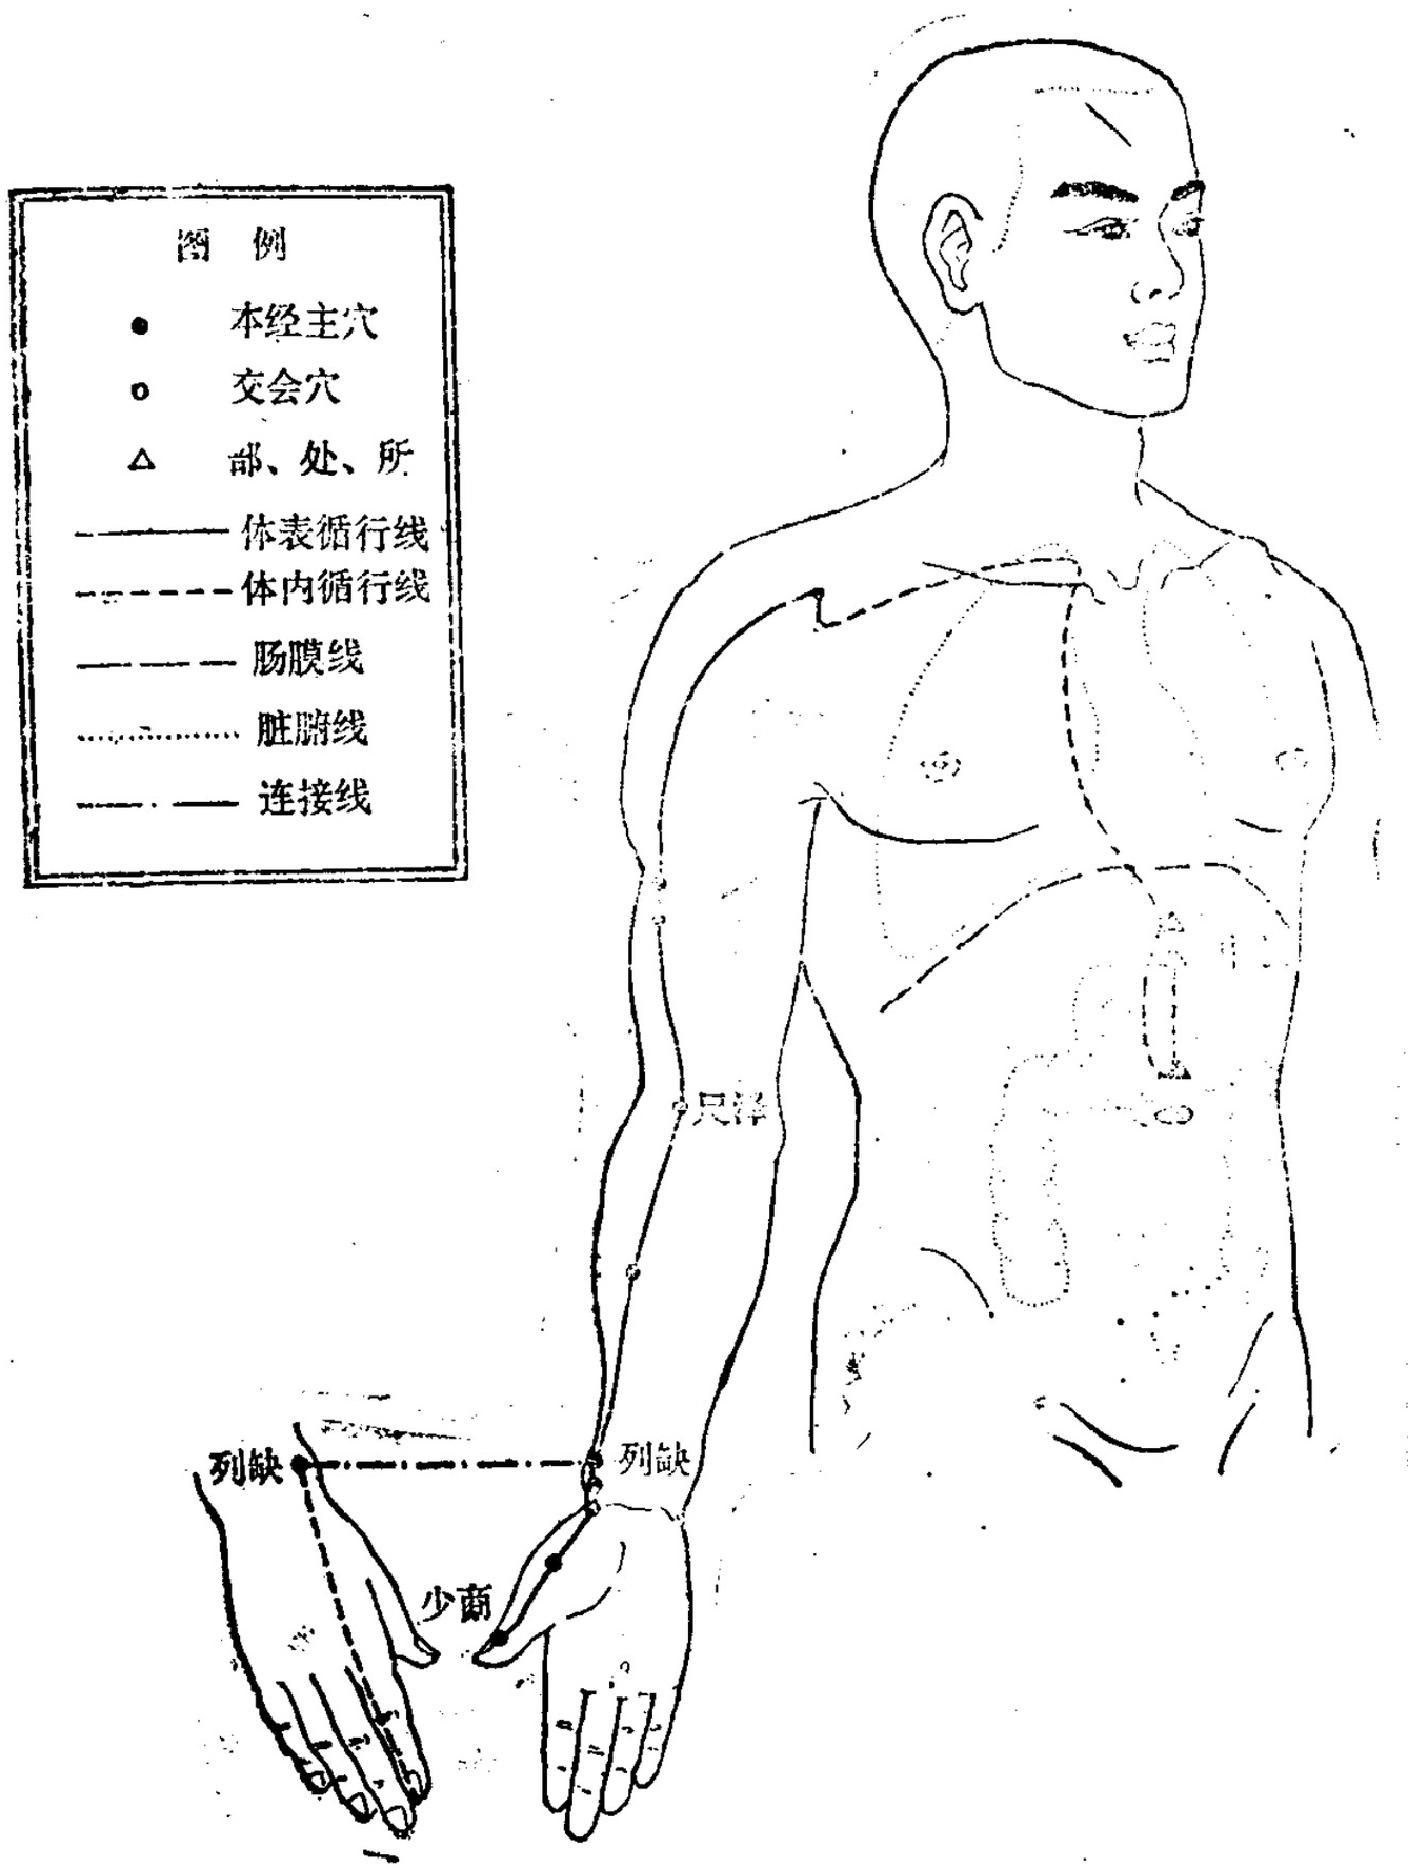 图 例
本经主穴
交会穴
部、处、所
体表循行线
体内循行线
肠膜线
脏腑线
连接线
尺泽
列缺
列缺
少商